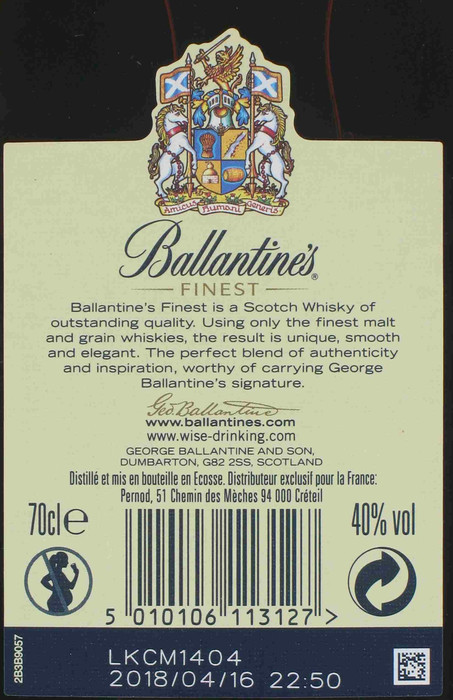 Amicus Humani Generis
Ballantine's®
FINEST
Ballantine's Finest is a Scotch Whisky of
outstanding quality. Using only the finest malt
and grain whiskies, the result is unique, smooth
and elegant. The perfect blend of authenticity
and inspiration, worthy of carrying George
Ballantine's signature.
Geo. Ballantine
www.ballantines.com
www.wise-drinking.com
GEORGE BALLANTINE AND SON,
DUMBARTON, G82 2SS, SCOTLAND
Distillé et mis en bouteille en Ecosse. Distributeur exclusif pour la France:
Pernod, 51 Chemin des Mèches 94 000 Créteil
70cl e
40% vol
5 010106 113127 >
2B3B9057
LKCM1404
2018/04/16 22:50